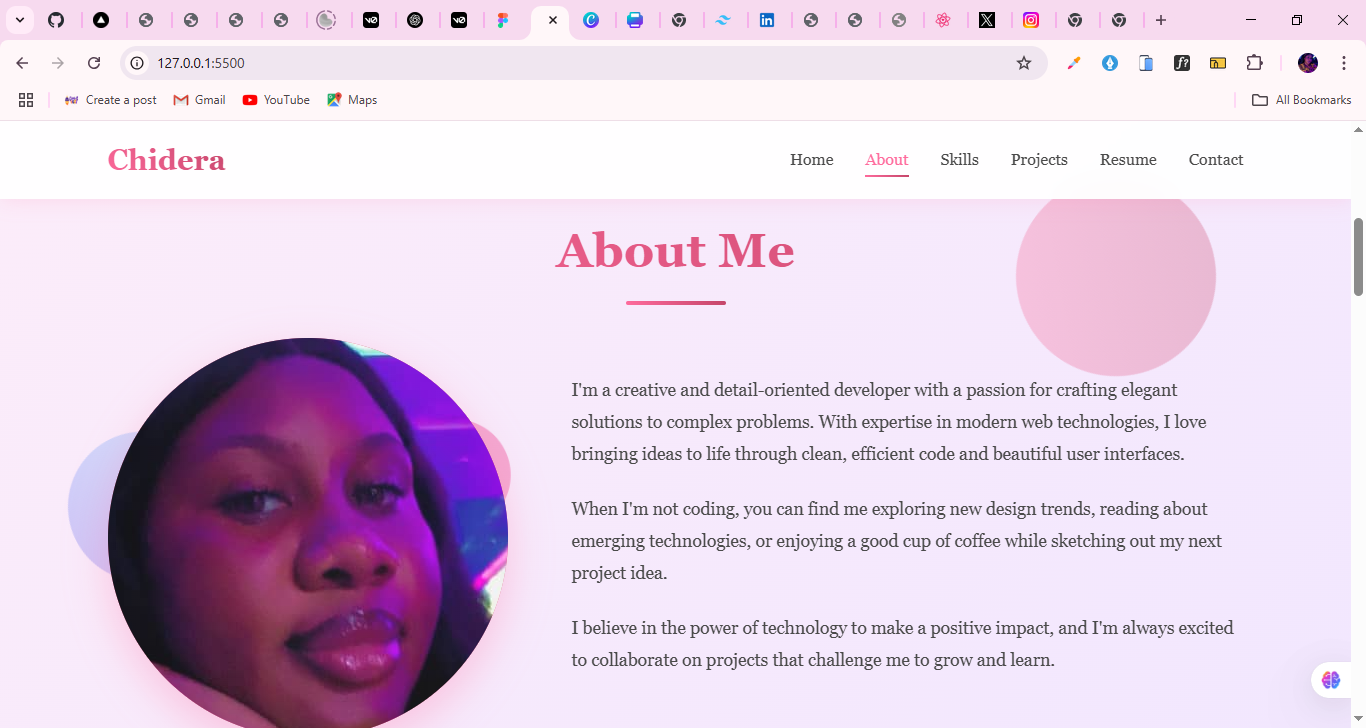 127.0.0.1:5500
Create a post
Gmail
YouTube
Maps
All Bookmarks
Chidera
Home
About
Skills
Projects
Resume
Contact
About Me
I'm a creative and detail-oriented developer with a passion for crafting elegant
solutions to complex problems. With expertise in modern web technologies, I love
bringing ideas to life through clean, efficient code and beautiful user interfaces.
When I'm not coding, you can find me exploring new design trends, reading about
emerging technologies, or enjoying a good cup of coffee while sketching out my next
project idea.
I believe in the power of technology to make a positive impact, and I'm always excited
to collaborate on projects that challenge me to grow and learn.